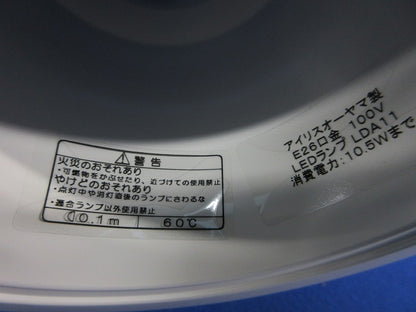 ⚠警告
火災のおそれあり
・可燃物をかぶせたり、近づけての使用禁止
やけどのおそれあり
・点灯中や消灯直後のランプにさわるな
・適合ランプ以外使用禁止
0.1m 60℃
アイリスオーヤマ製
E26口金 100V
LEDランプ LDA11
消費電力:10.5Wまで